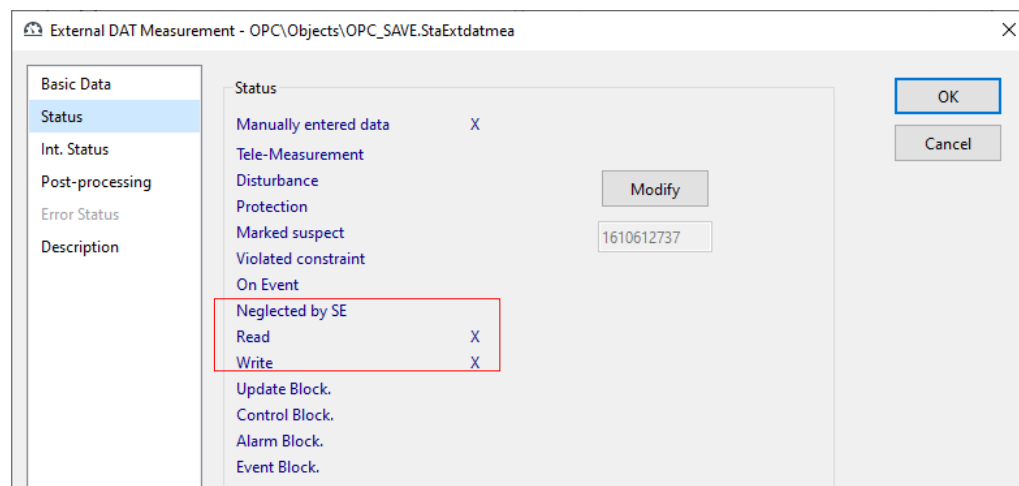 External DAT Measurement - OPC\Objects\OPC_SAVE.StaExtdatmea
Basic Data
Status
Int. Status
Post-processing
Error Status
Description
Status
Manually entered data X
Tele-Measurement
Disturbance
Protection
Marked suspect
Violated constraint
On Event
Neglected by SE
Read X
Write X
Update Block.
Control Block.
Alarm Block.
Event Block.
Modify
1610612737
OK
Cancel